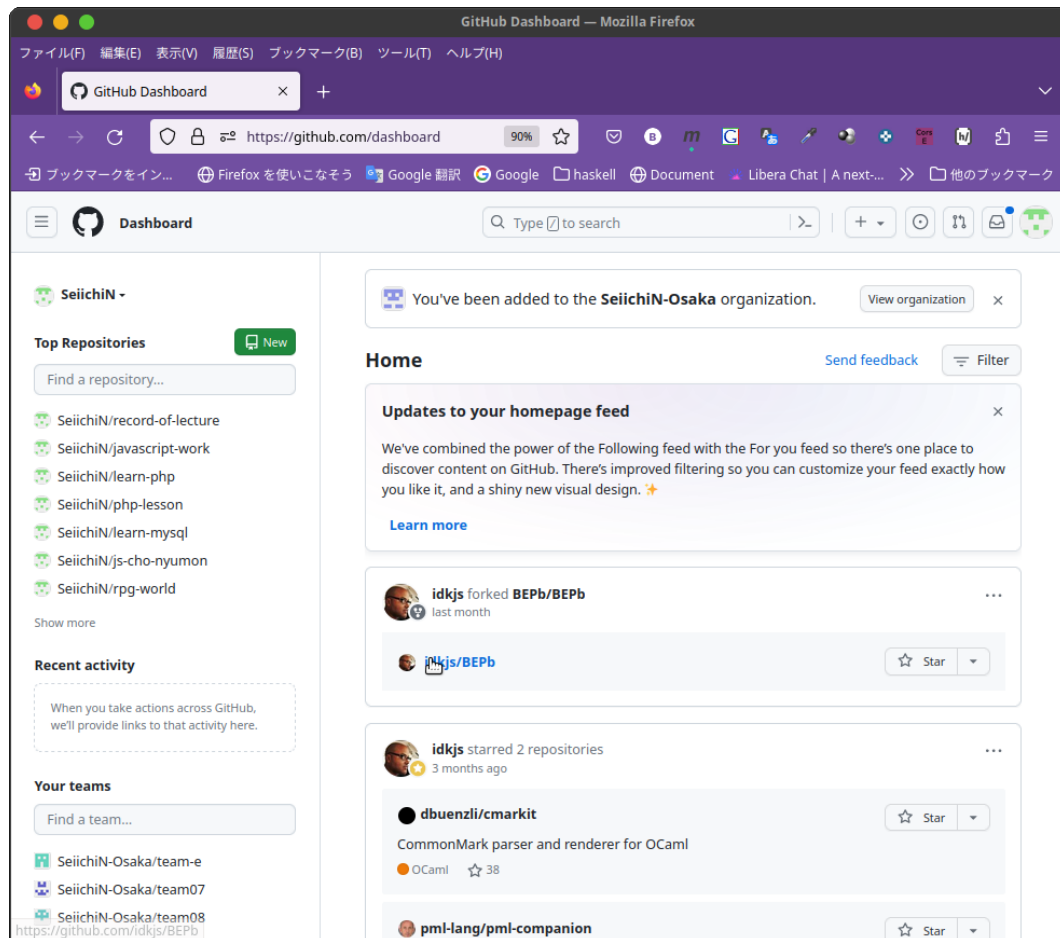 GitHub Dashboard — Mozilla Firefox
ファイル(F) 編集(E) 表示(V) 履歴(S) ブックマーク(B) ツール(T) ヘルプ(H)
GitHub Dashboard
https://github.com/dashboard 90%
ブックマークをイン... Firefox を使いこなそう Google 翻訳 Google haskell Document Libera Chat | A next-... 他のブックマーク
Dashboard
Type / to search
SeiichiN
Top Repositories
New
Find a repository...
SeiichiN/record-of-lecture
SeiichiN/javascript-work
SeiichiN/learn-php
SeiichiN/php-lesson
SeiichiN/learn-mysql
SeiichiN/js-cho-nyumon
SeiichiN/rpg-world
Show more
Recent activity
When you take actions across GitHub,
we'll provide links to that activity here.
Your teams
Find a team...
SeiichiN-Osaka/team-e
SeiichiN-Osaka/team07
SeiichiN-Osaka/team08
https://github.com/idkjs/BEPb
You've been added to the SeiichiN-Osaka organization.
View organization
Home
Send feedback
Filter
Updates to your homepage feed
We've combined the power of the Following feed with the For you feed so there's one place to
discover content on GitHub. There's improved filtering so you can customize your feed exactly how
you like it, and a shiny new visual design. ✨
Learn more
idkjs forked BEPb/BEPb
last month
idkjs/BEPb
Star
idkjs starred 2 repositories
3 months ago
dbuenzli/cmarkit
Star
CommonMark parser and renderer for OCaml
OCaml 38
pml-lang/pml-companion
Star